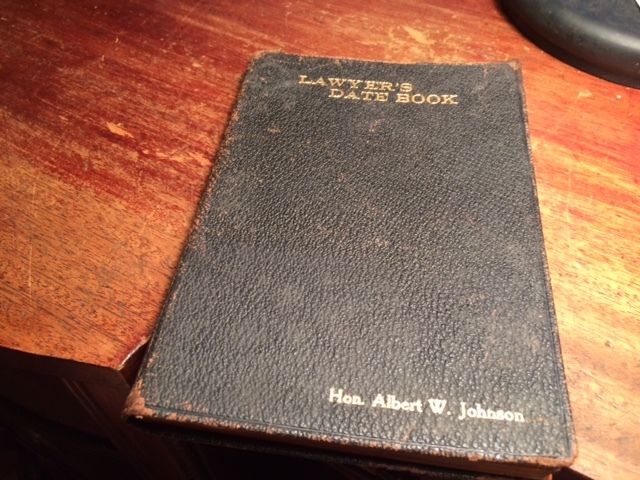 LAWYER'S
DATE BOOK
Hon. Albert W. Johnson